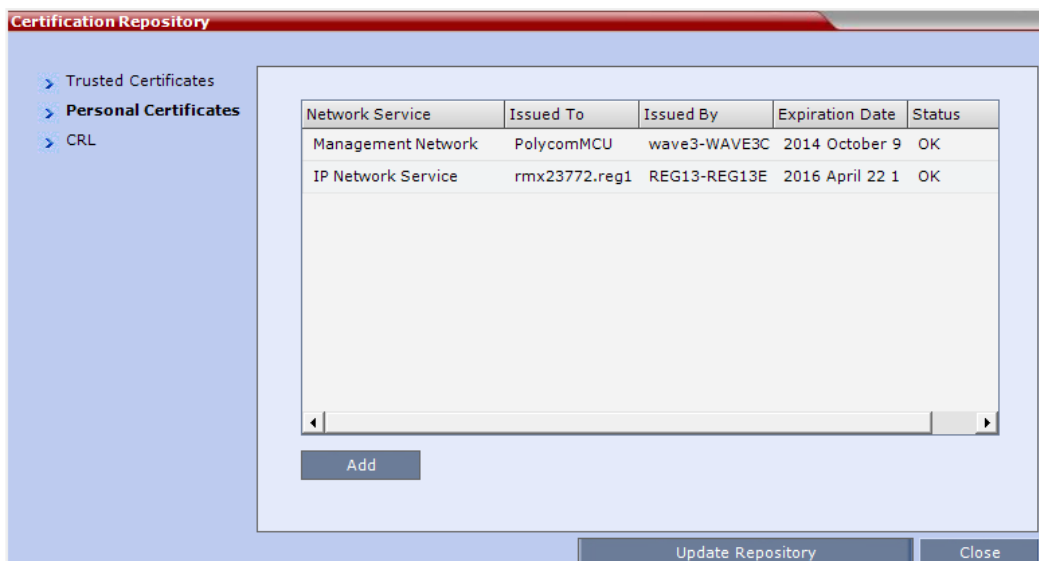 Certification Repository
Trusted Certificates
Personal Certificates
CRL
Network Service Issued To Issued By Expiration Date Status
Management Network PolycomMCU wave3-WAVE3C 2014 October 9 OK
IP Network Service rmx23772.reg1 REG13-REG13E 2016 April 22 1 OK
Add
Update Repository Close